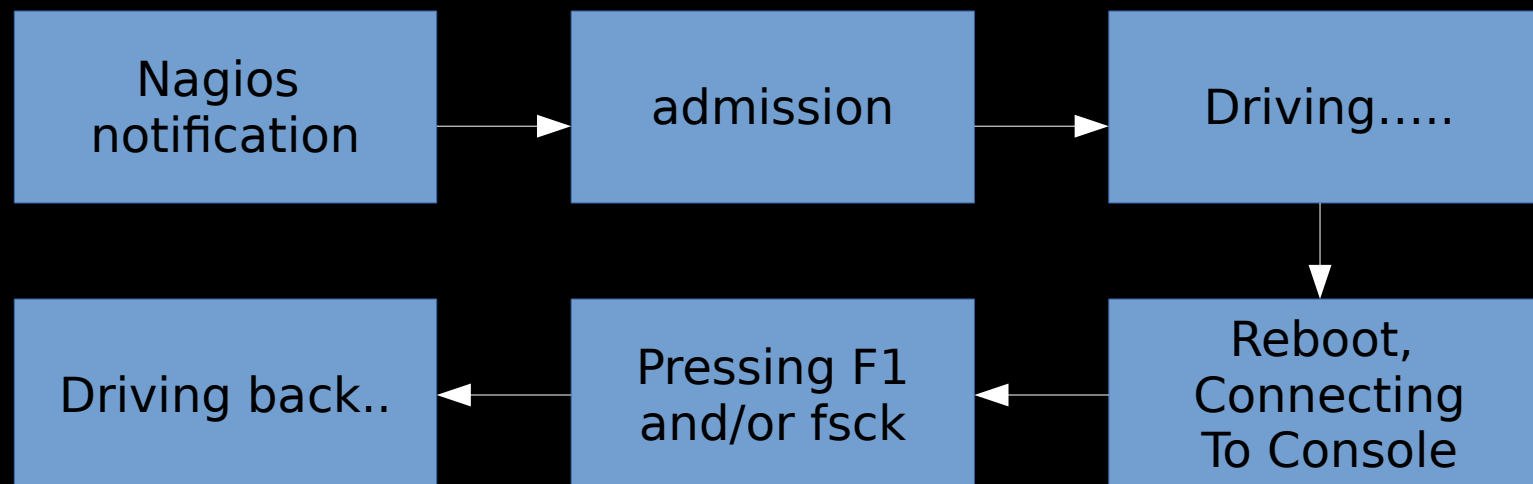 Nagios
notification
admission
Driving.....
Reboot,
Connecting
To Console
Pressing F1
and/or fsck
Driving back..